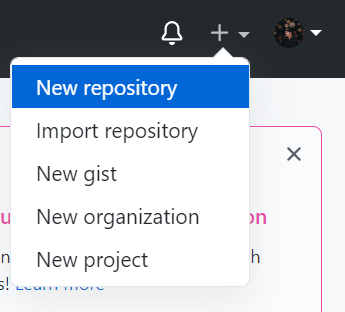 New repository
Import repository
New gist
New organization
on
New project
h
Learn more